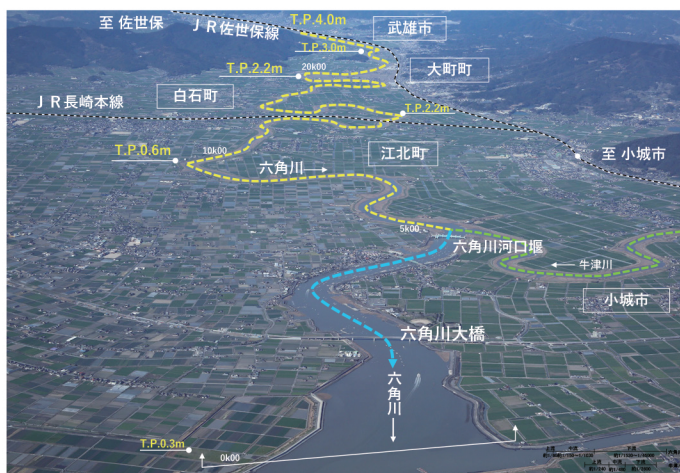 至 佐世保
ＪＲ佐世保線
T.P.4.0m
武雄市
T.P.3.0m
T.P.2.2m
20k00
大町町
白石町
T.P.2.2m
ＪＲ長崎本線
T.P.0.6m
10k00
江北町
至 小城市
六角川
5k00
六角川河口堰
牛津川
小城市
六角川大橋
六角川
T.P.0.3m
0k00